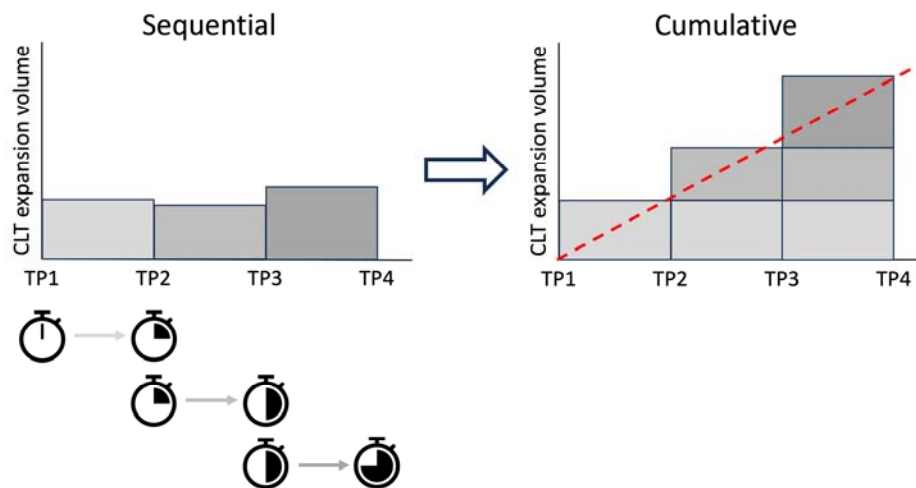 Sequential
CLT expansion volume
TP1 TP2 TP3 TP4
Cumulative
CLT expansion volume
TP1 TP2 TP3 TP4